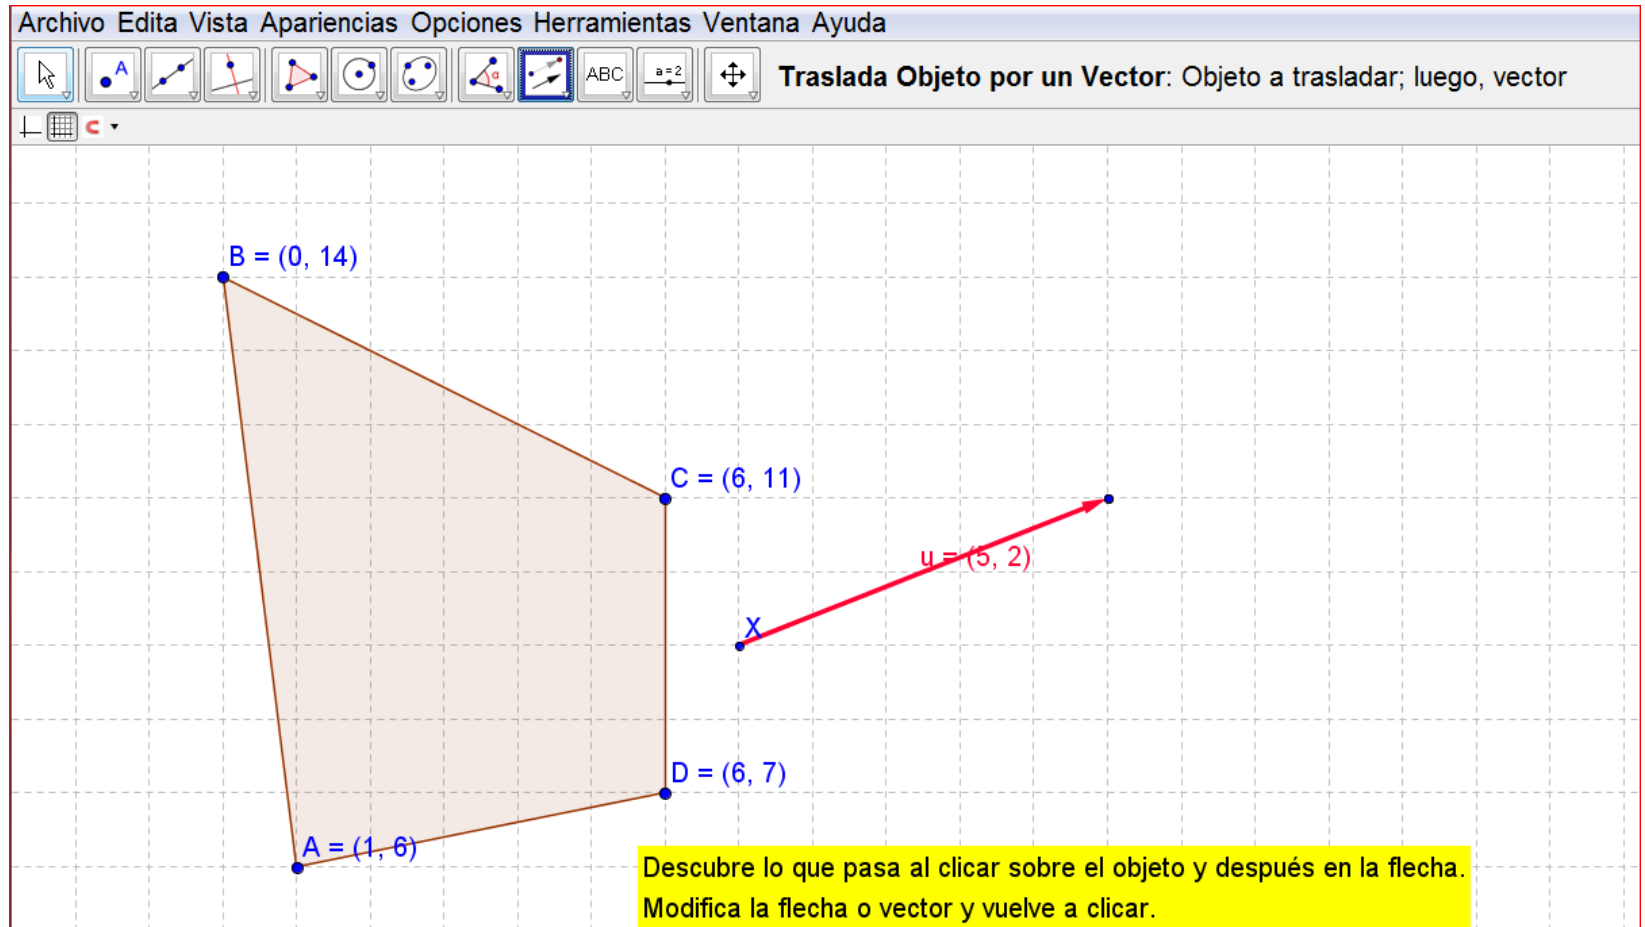 Archivo Edita Vista Apariencias Opciones Herramientas Ventana Ayuda
A α ABC a=2 Traslada Objeto por un Vector: Objeto a trasladar; luego, vector
B = (0, 14)
C = (6, 11)
u = (5, 2)
X
D = (6, 7)
A = (1, 6)
Descubre lo que pasa al clicar sobre el objeto y después en la flecha.
Modifica la flecha o vector y vuelve a clicar.